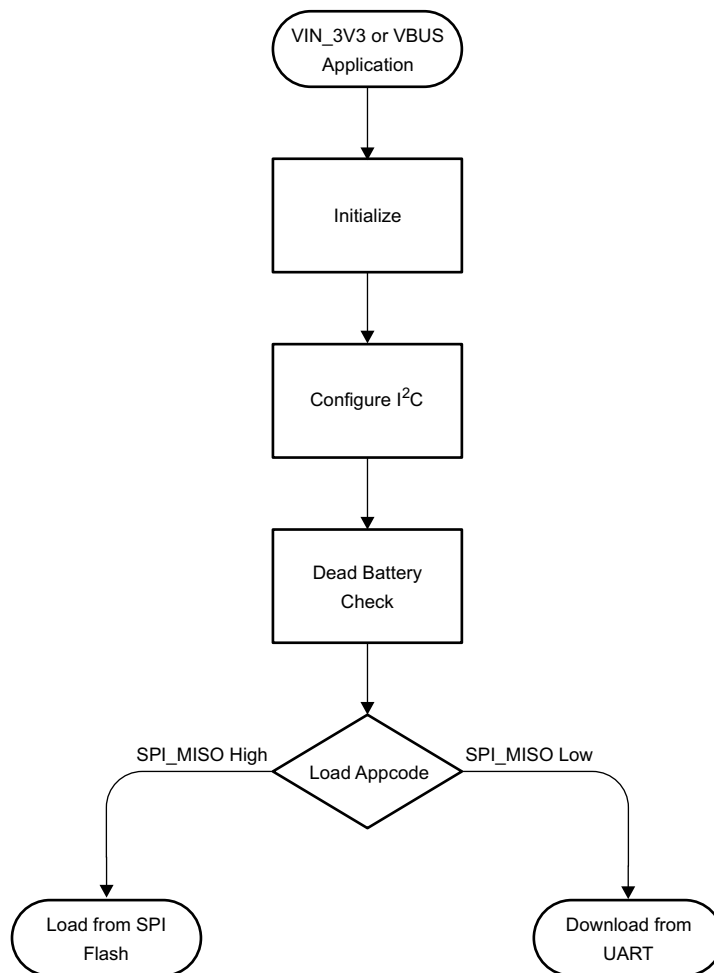 VIN_3V3 or VBUS
Application
Initialize
Configure I²C
Dead Battery
Check
SPI_MISO High
SPI_MISO Low
Load Appcode
Load from SPI
Flash
Download from
UART